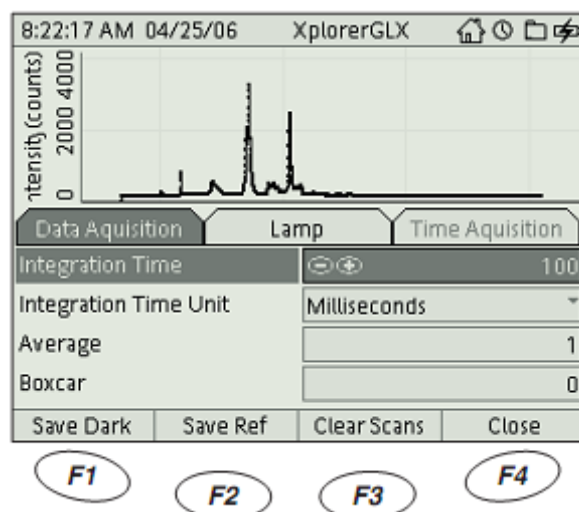 8:22:17 AM 04/25/06 XplorerGLX
ntensity (counts)
4000
2000
0
Data Aquisition Lamp Time Aquisition
Integration Time 100
Integration Time Unit Milliseconds
Average 1
Boxcar 0
Save Dark Save Ref Clear Scans Close
F1 F2 F3 F4